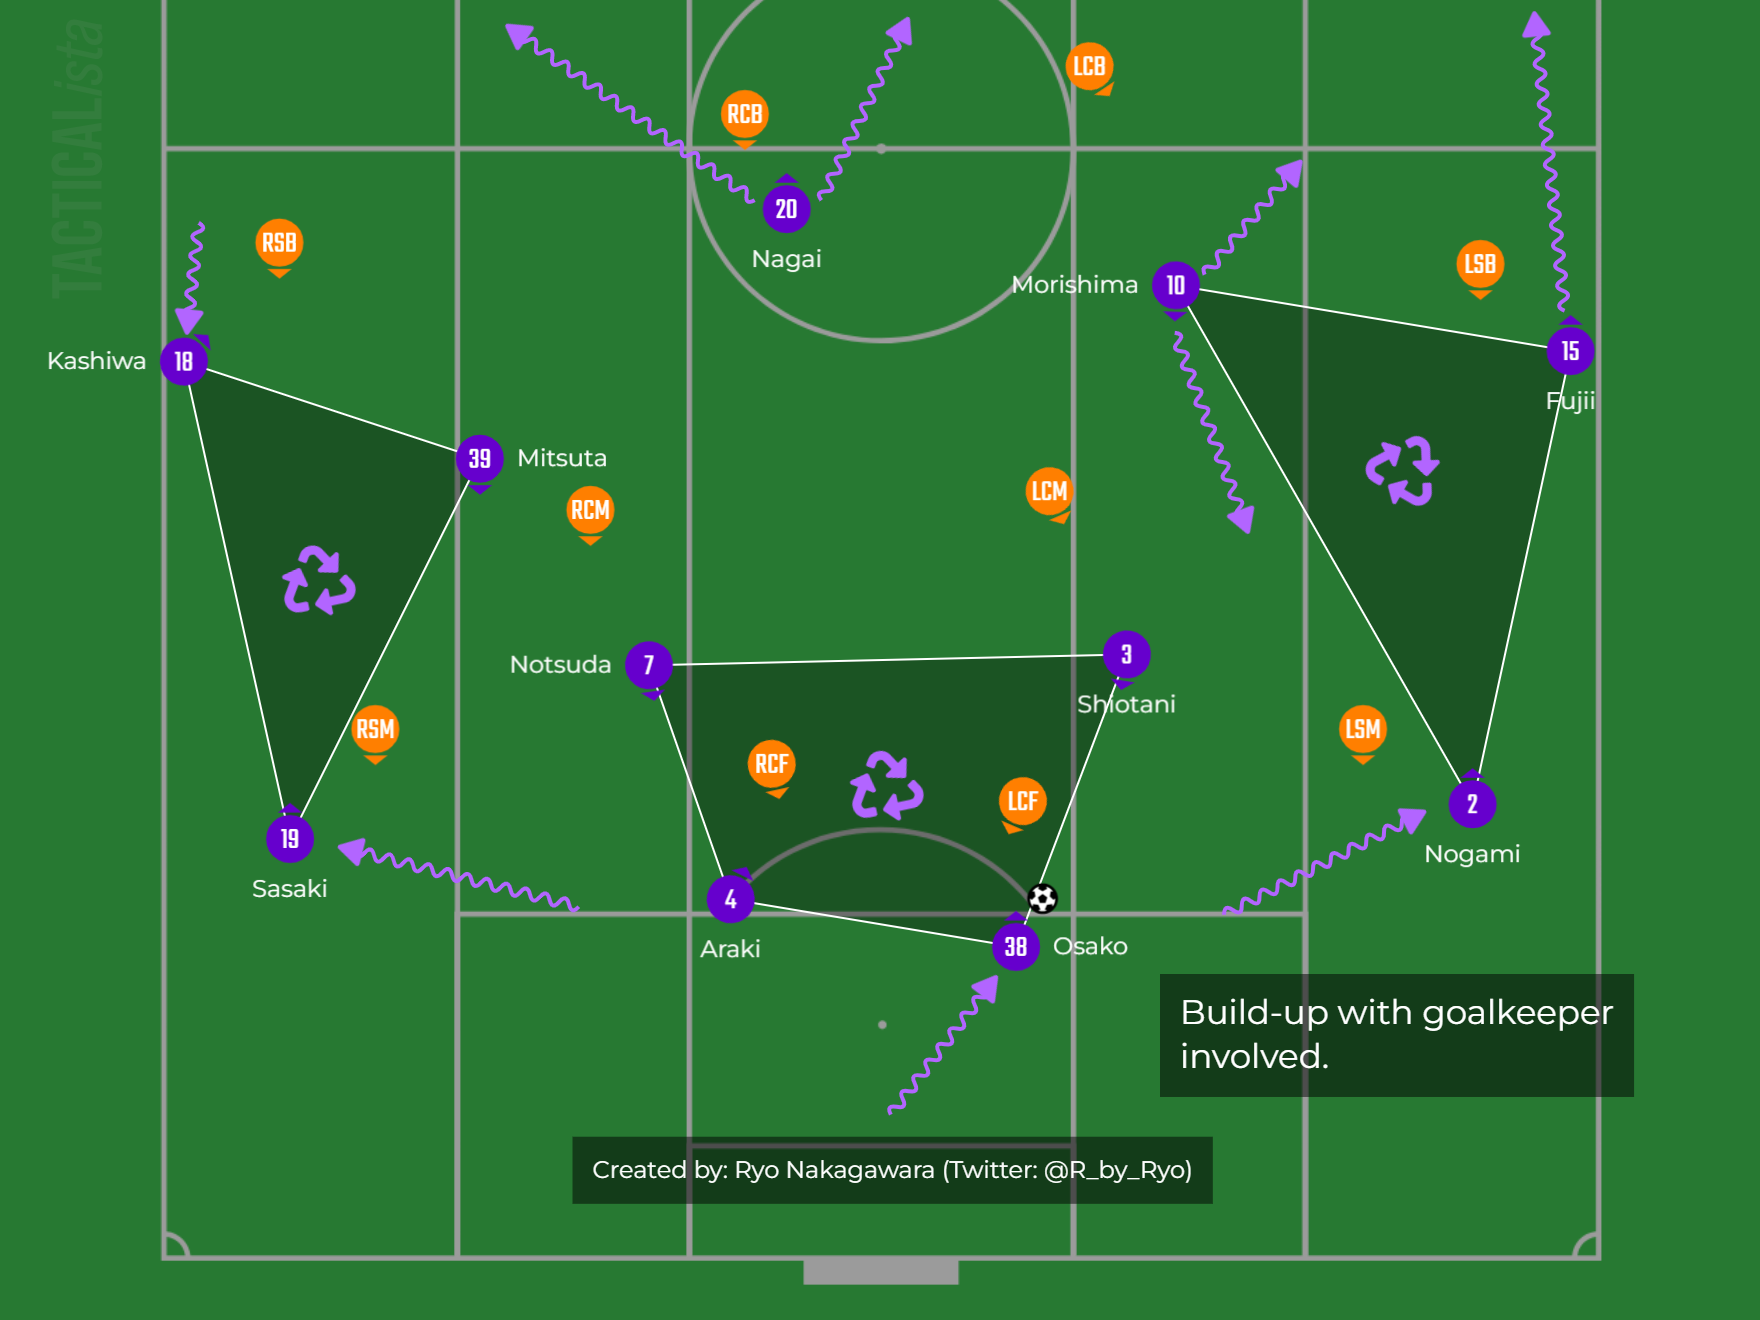 TACTICALista
LCB
RCB
20
Nagai
RSB
LSB
10
Morishima
15
Fujii
18
Kashiwa
39
Mitsuta
LCM
RCM
7
Notsuda
3
Shiotani
RSM
RCF
LCF
LSM
2
Nogami
19
Sasaki
4
Araki
38
Osako
Build-up with goalkeeper
involved.
Created by: Ryo Nakagawara (Twitter: @R_by_Ryo)